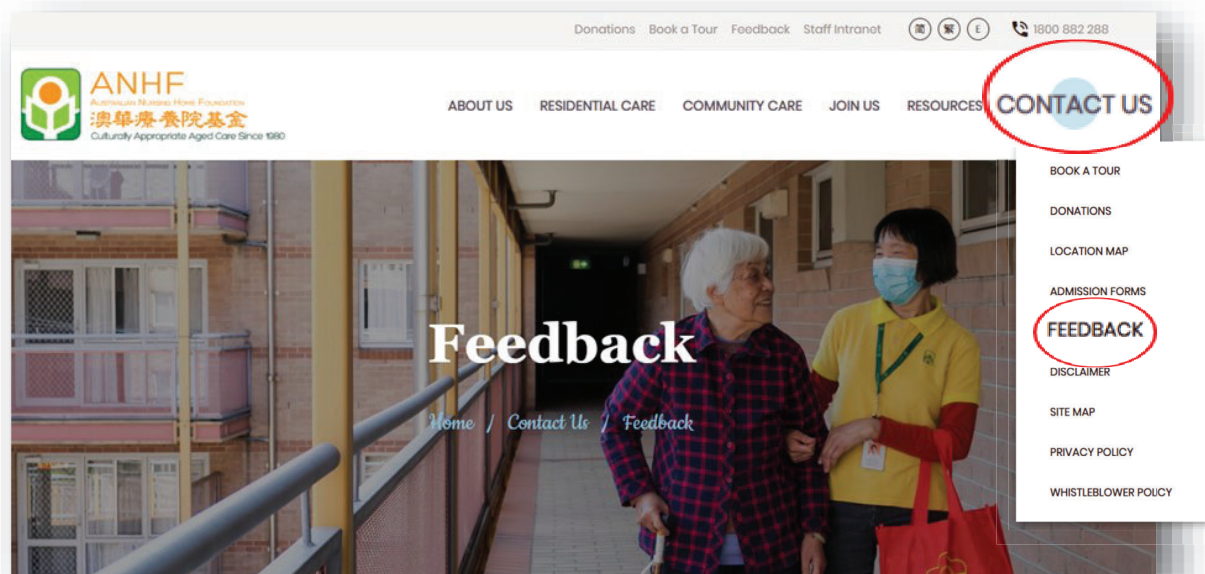 Donations Book a Tour Feedback Staff Intranet 简 繁 E 1800 882 288
ANHF
Australian Nursing Home Foundation
澳華療養院基金
Culturally Appropriate Aged Care Since 1980
ABOUT US RESIDENTIAL CARE COMMUNITY CARE JOIN US RESOURCES CONTACT US
BOOK A TOUR
DONATIONS
LOCATION MAP
ADMISSION FORMS
FEEDBACK
DISCLAIMER
SITE MAP
PRIVACY POLICY
WHISTLEBLOWER POLICY
Feedback
Home / Contact Us / Feedback